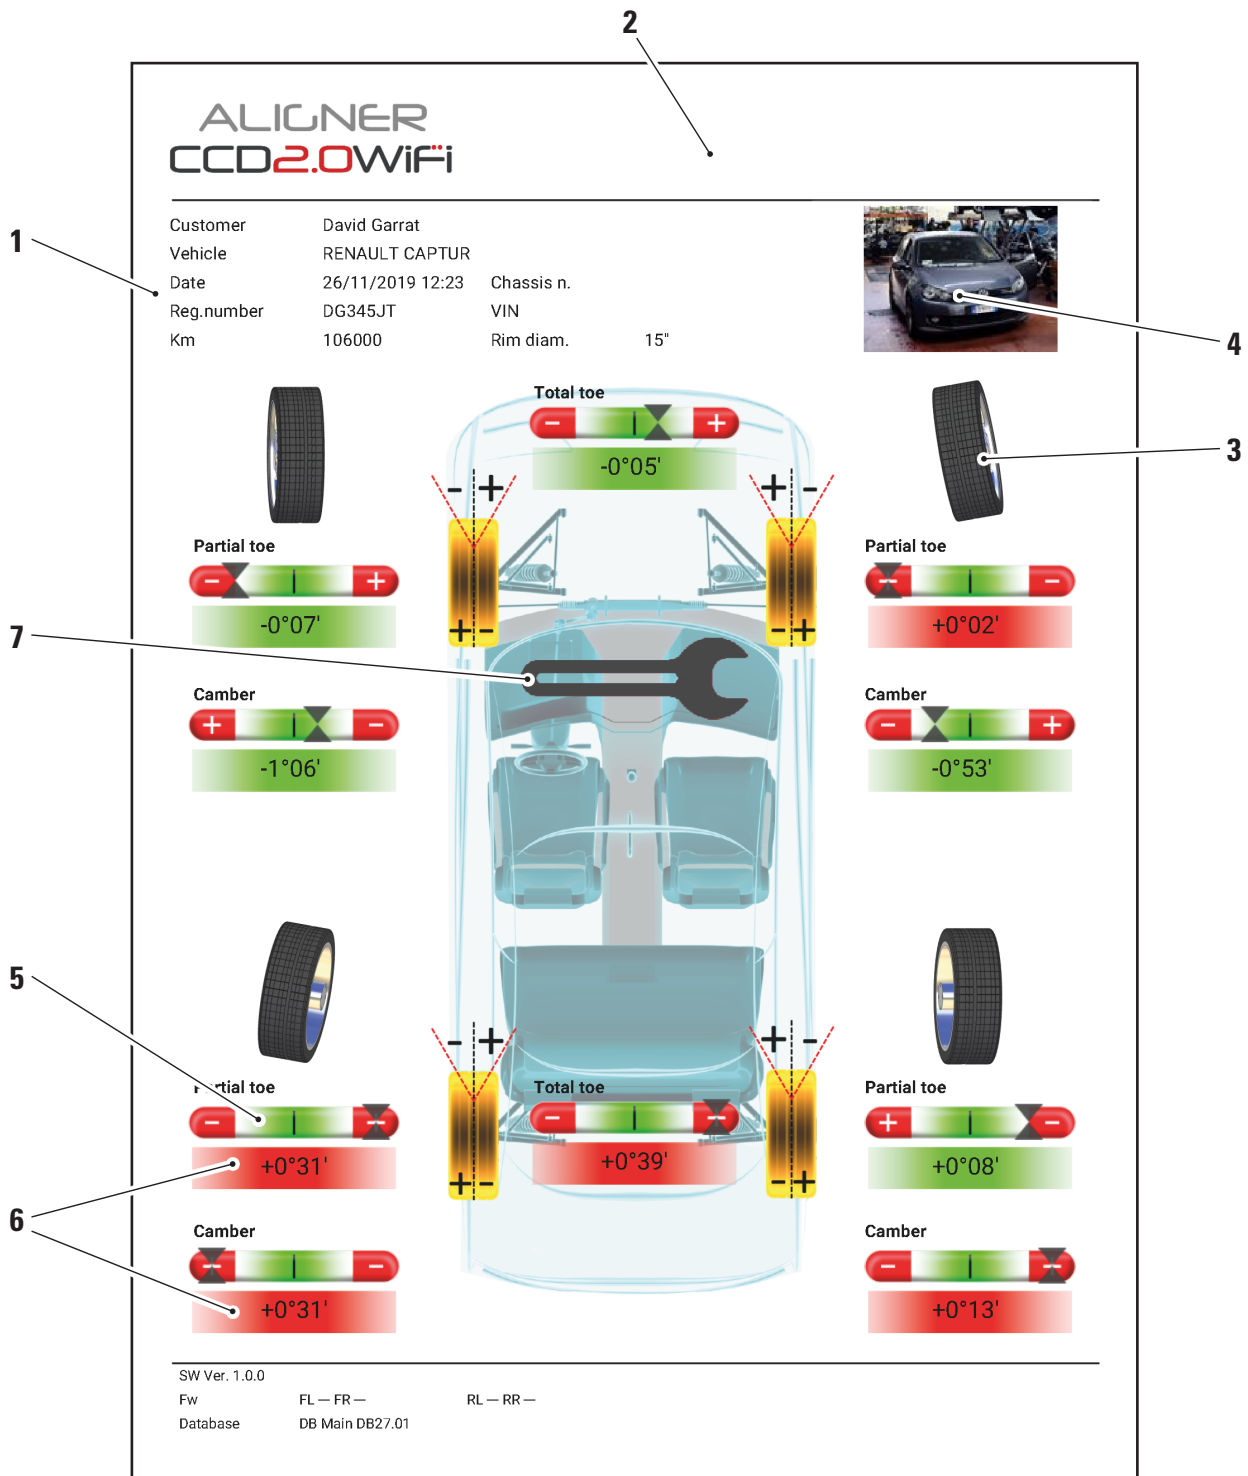 2
ALIGNER
CCD2.0WiFi
1
Customer David Garrat
Vehicle RENAULT CAPTUR
Date 26/11/2019 12:23 Chassis n.
Reg.number DG345JT VIN
Km 106000 Rim diam. 15"
4
3
Total toe
- +
-0°05'
- + + -
Partial toe Partial toe
- + - -
-0°07' +0°02'
+ - - +
7
Camber Camber
+ - - +
-1°06' -0°53'
5
- + + -
Partial toe Total toe Partial toe
- - - - + -
+0°31' +0°39' +0°08'
+ - - +
6
Camber Camber
- - - -
+0°31' +0°13'
SW Ver. 1.0.0
Fw FL — FR — RL — RR —
Database DB Main DB27.01